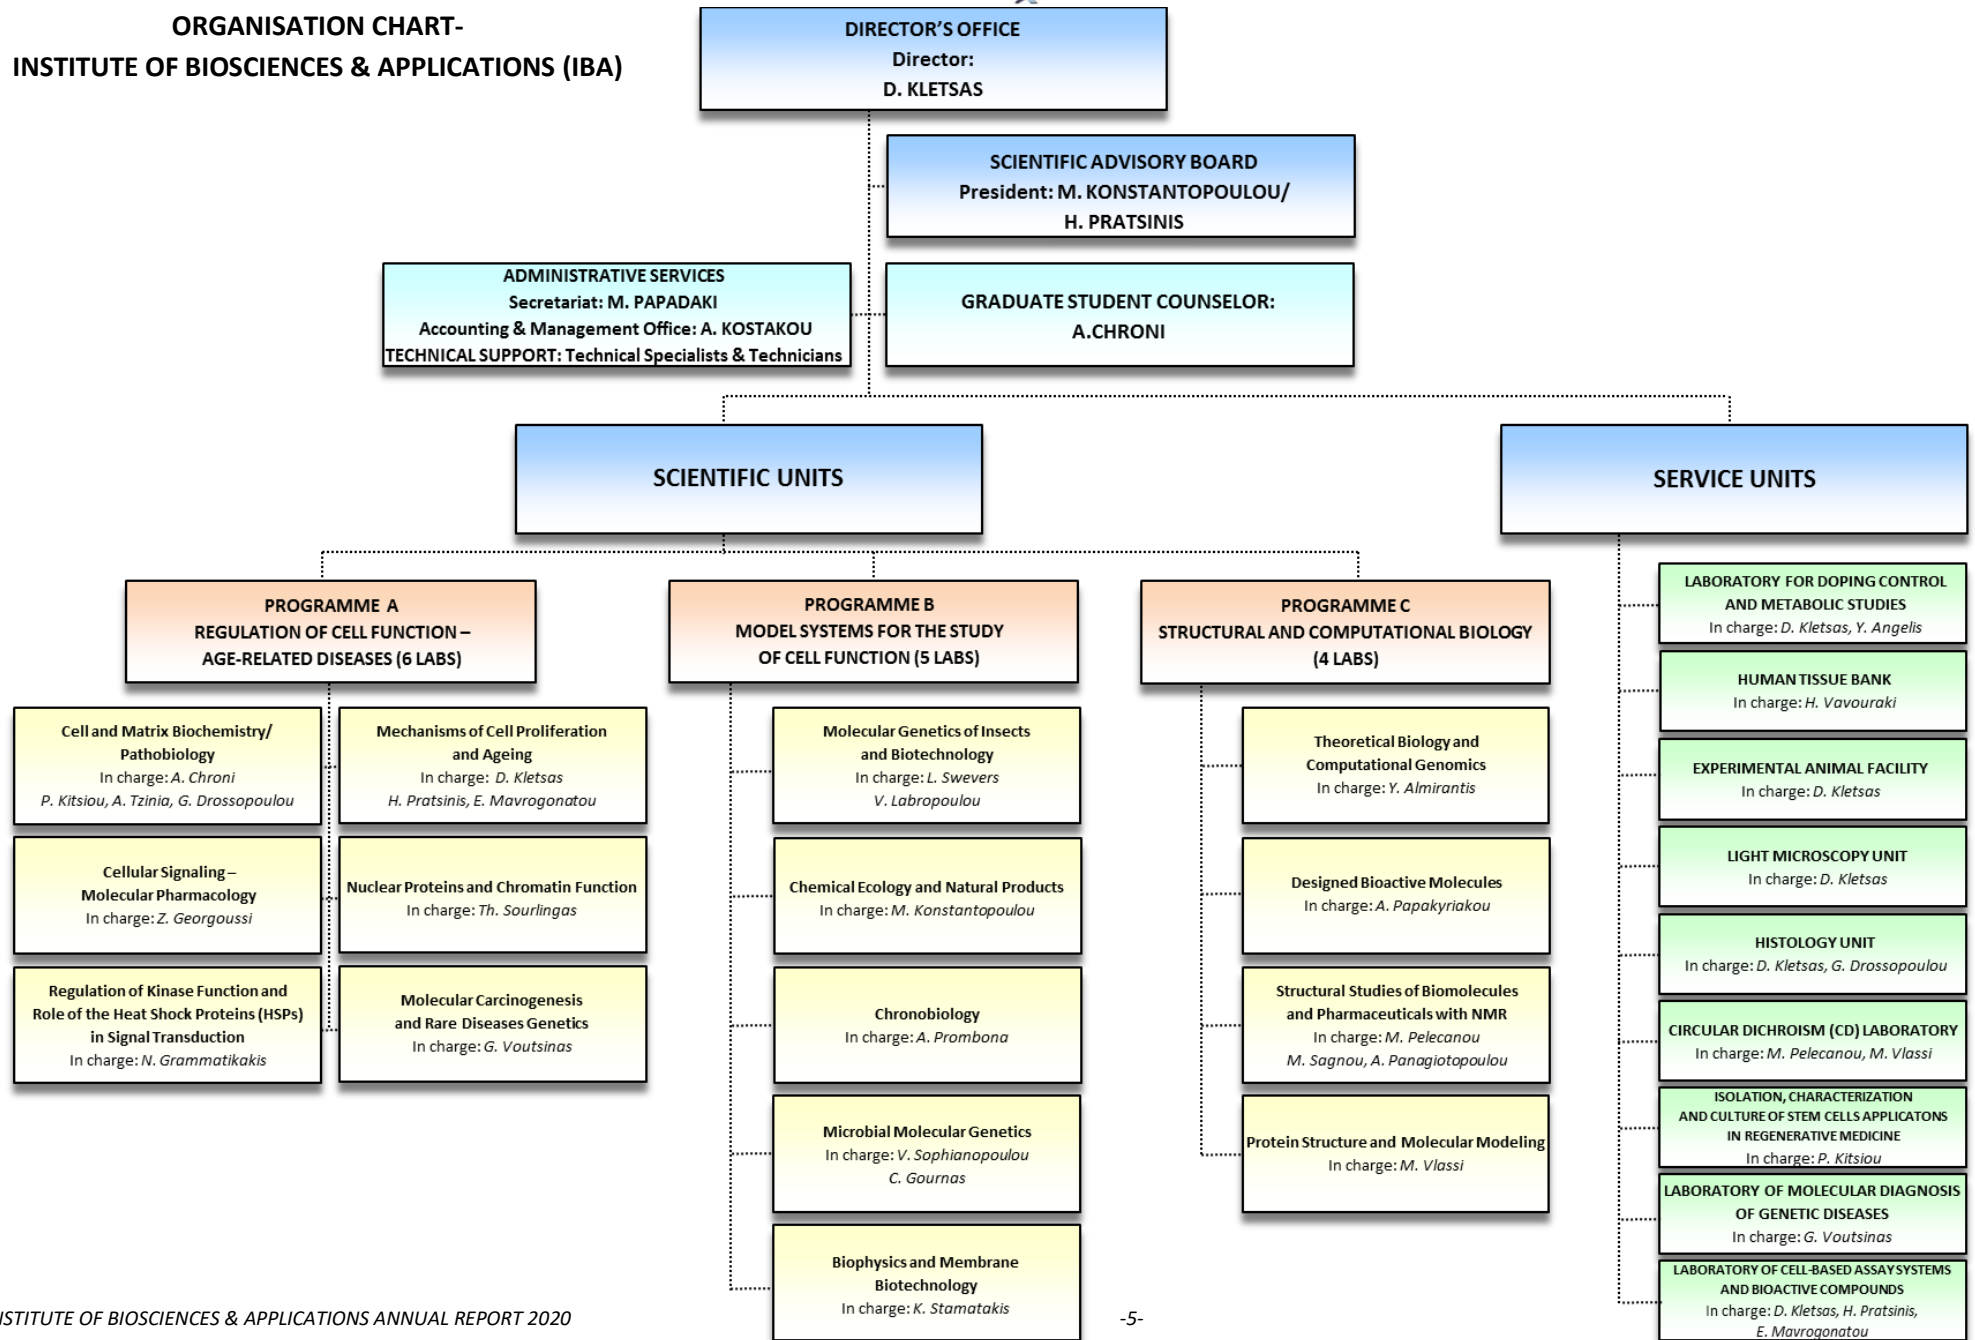 ORGANISATION CHART-
INSTITUTE OF BIOSCIENCES & APPLICATIONS (IBA)
DIRECTOR'S OFFICE
Director:
D. KLETSAS
SCIENTIFIC ADVISORY BOARD
President: M. KONSTANTOPOULOU/
H. PRATSINIS
ADMINISTRATIVE SERVICES
Secretariat: M. PAPADAKI
Accounting & Management Office: A. KOSTAKOU
TECHNICAL SUPPORT: Technical Specialists & Technicians
GRADUATE STUDENT COUNSELOR:
A.CHRONI
SCIENTIFIC UNITS
SERVICE UNITS
PROGRAMME A
REGULATION OF CELL FUNCTION –
AGE-RELATED DISEASES (6 LABS)
Cell and Matrix Biochemistry/
Pathobiology
In charge: A. Chroni
P. Kitsiou, A. Tzinia, G. Drossopoulou
Mechanisms of Cell Proliferation
and Ageing
In charge: D. Kletsas
H. Pratsinis, E. Mavrogonatou
Cellular Signaling –
Molecular Pharmacology
In charge: Z. Georgoussi
Nuclear Proteins and Chromatin Function
In charge: Th. Sourlingas
Regulation of Kinase Function and
Role of the Heat Shock Proteins (HSPs)
in Signal Transduction
In charge: N. Grammatikakis
Molecular Carcinogenesis
and Rare Diseases Genetics
In charge: G. Voutsinas
PROGRAMME B
MODEL SYSTEMS FOR THE STUDY
OF CELL FUNCTION (5 LABS)
Molecular Genetics of Insects
and Biotechnology
In charge: L. Swevers
V. Labropoulou
Chemical Ecology and Natural Products
In charge: M. Konstantopoulou
Chronobiology
In charge: A. Prombona
Microbial Molecular Genetics
In charge: V. Sophianopoulou
C. Gournas
Biophysics and Membrane
Biotechnology
In charge: K. Stamatakis
PROGRAMME C
STRUCTURAL AND COMPUTATIONAL BIOLOGY
(4 LABS)
Theoretical Biology and
Computational Genomics
In charge: Y. Almirantis
Designed Bioactive Molecules
In charge: A. Papakyriakou
Structural Studies of Biomolecules
and Pharmaceuticals with NMR
In charge: M. Pelecanou
M. Sagnou, A. Panagiotopoulou
Protein Structure and Molecular Modeling
In charge: M. Vlassi
LABORATORY FOR DOPING CONTROL
AND METABOLIC STUDIES
In charge: D. Kletsas, Y. Angelis
HUMAN TISSUE BANK
In charge: H. Vavouraki
EXPERIMENTAL ANIMAL FACILITY
In charge: D. Kletsas
LIGHT MICROSCOPY UNIT
In charge: D. Kletsas
HISTOLOGY UNIT
In charge: D. Kletsas, G. Drossopoulou
CIRCULAR DICHROISM (CD) LABORATORY
In charge: M. Pelecanou, M. Vlassi
ISOLATION, CHARACTERIZATION
AND CULTURE OF STEM CELLS APPLICATONS
IN REGENERATIVE MEDICINE
In charge: P. Kitsiou
LABORATORY OF MOLECULAR DIAGNOSIS
OF GENETIC DISEASES
In charge: G. Voutsinas
LABORATORY OF CELL-BASED ASSAY SYSTEMS
AND BIOACTIVE COMPOUNDS
In charge: D. Kletsas, H. Pratsinis,
E. Mavrogonatou
NSTITUTE OF BIOSCIENCES & APPLICATIONS ANNUAL REPORT 2020
-5-